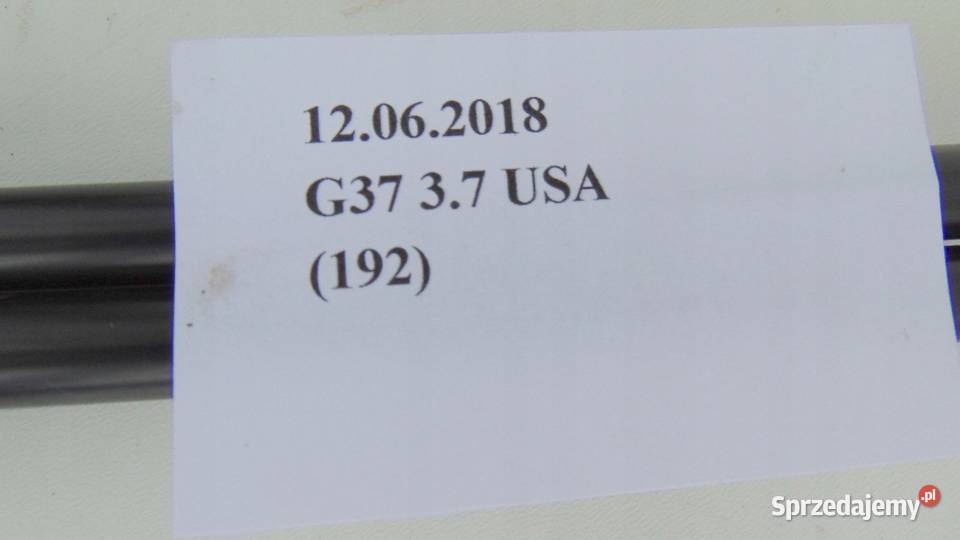 12.06.2018
G37 3.7 USA
(192)
Sprzedajemy.pl